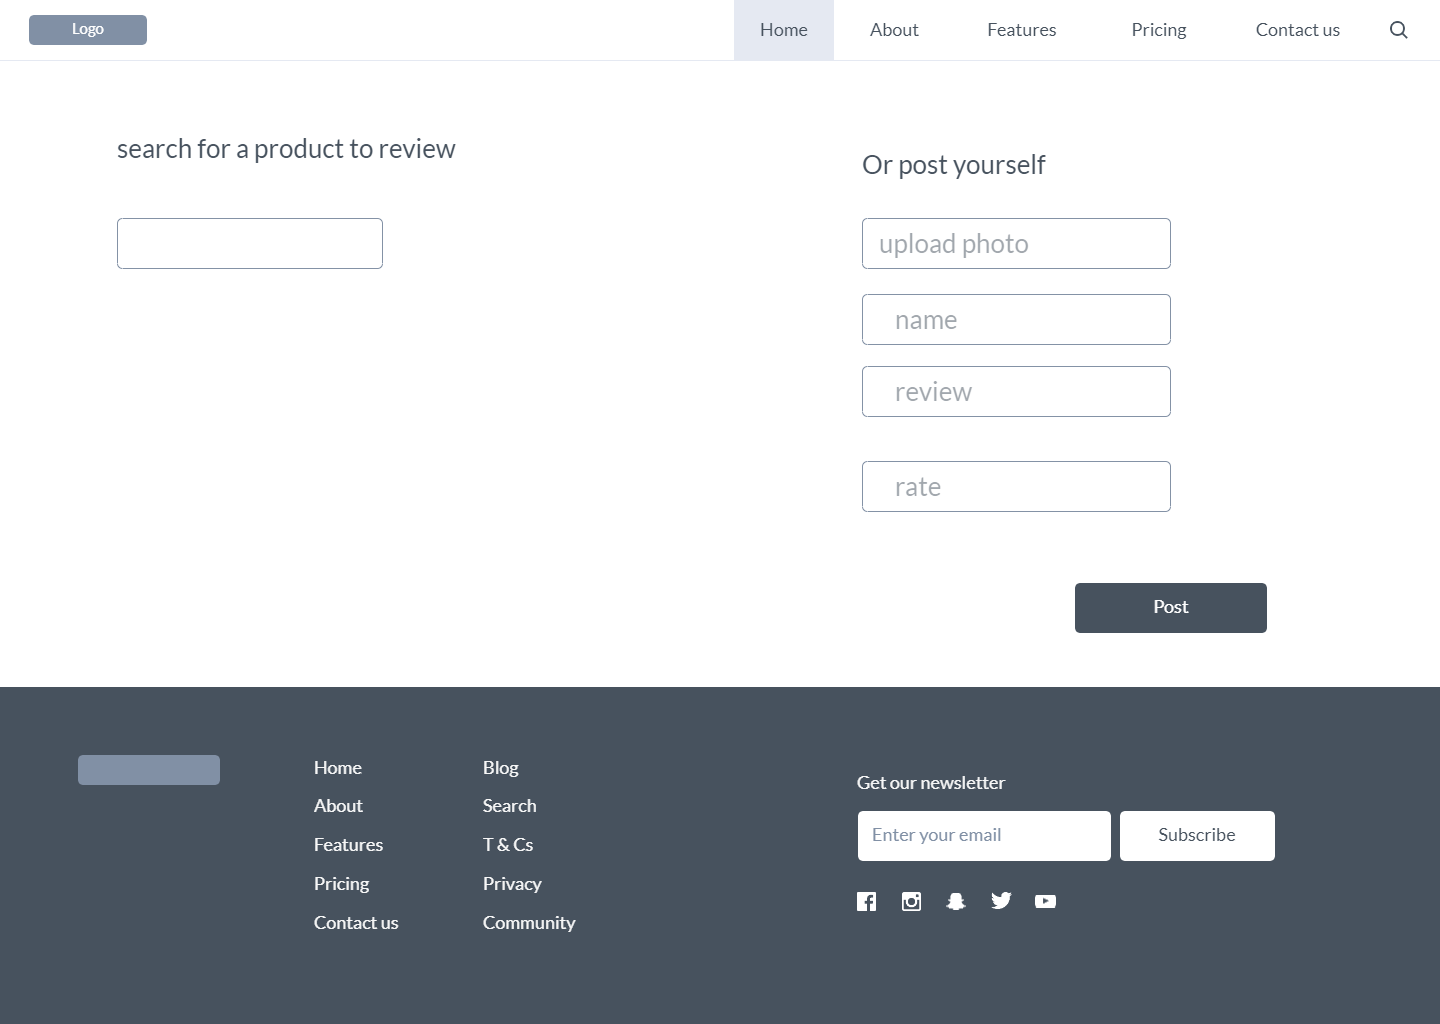 Logo
Home
About
Features
Pricing
Contact us
search for a product to review
Or post yourself
upload photo
name
review
rate
Post
Home
About
Features
Pricing
Contact us
Blog
Search
T & Cs
Privacy
Community
Get our newsletter
Enter your email
Subscribe